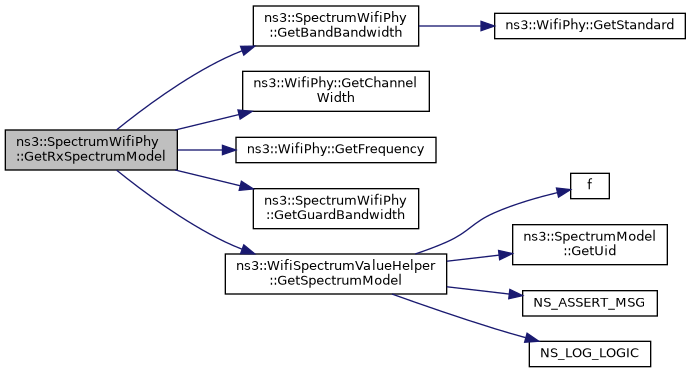 ns3::SpectrumWifiPhy
::GetRxSpectrumModel
ns3::SpectrumWifiPhy
::GetBandBandwidth
ns3::WifiPhy::GetStandard
ns3::WifiPhy::GetChannel
Width
ns3::WifiPhy::GetFrequency
ns3::SpectrumWifiPhy
::GetGuardBandwidth
ns3::WifiSpectrumValueHelper
::GetSpectrumModel
f
ns3::SpectrumModel
::GetUid
NS_ASSERT_MSG
NS_LOG_LOGIC